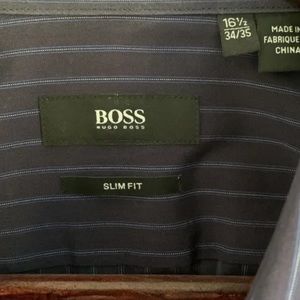 16½
34/35
MADE IN
FABRIQUE
CHINA
BOSS
HUGO BOSS
SLIM FIT